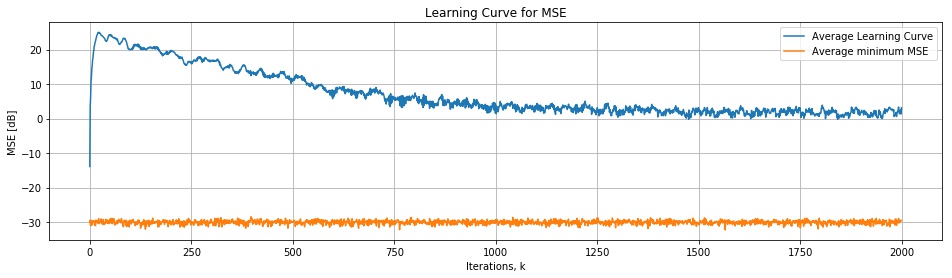 Learning Curve for MSE
Average Learning Curve
Average minimum MSE
MSE [dB]
20
10
0
−10
−20
−30
0 250 500 750 1000 1250 1500 1750 2000
Iterations, k